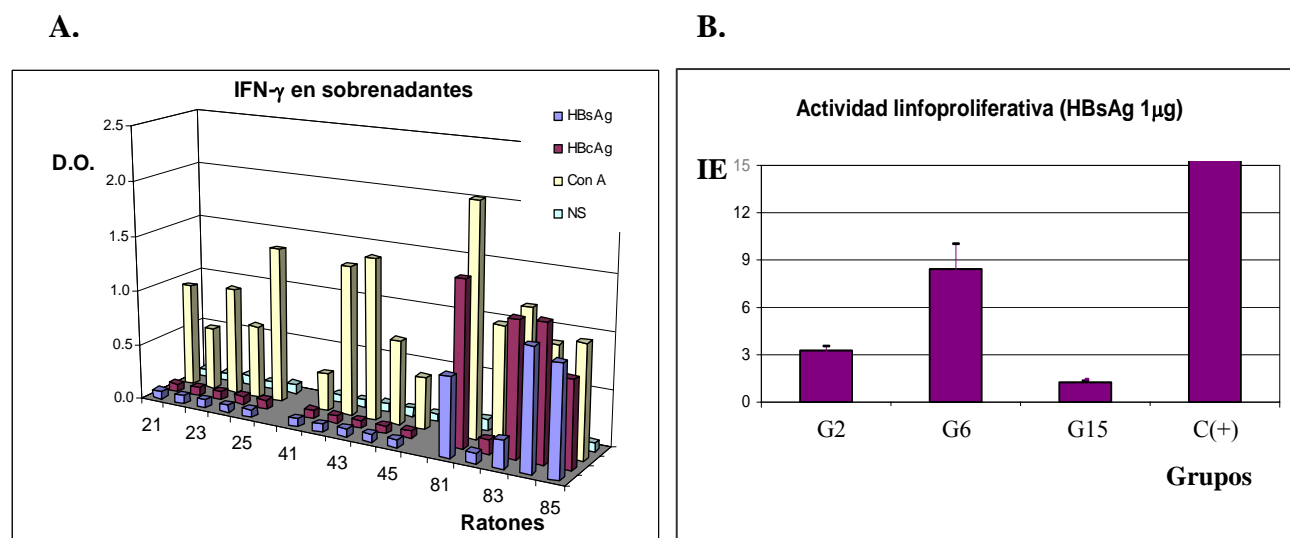 A.
IFN-γ en sobrenadantes
D.O.
2.5
2.0
1.5
1.0
0.5
0.0
HBsAg
HBcAg
Con A
NS
21 23 25 41 43 45 81 83 85
Ratones
B.
Actividad linfoproliferativa (HBsAg 1μg)
IE
15
12
9
6
3
0
G2 G6 G15 C(+)
Grupos